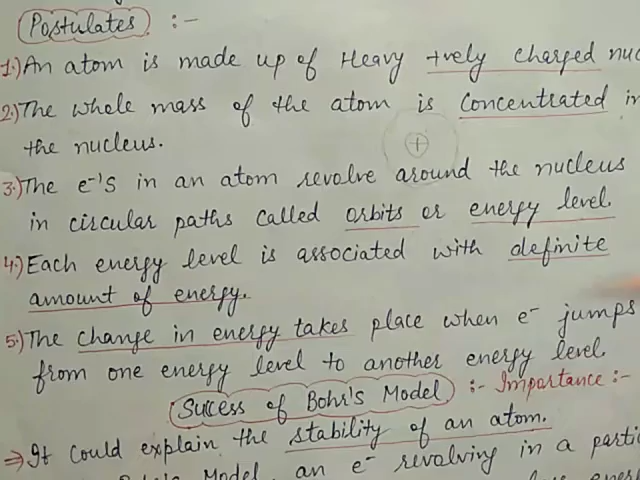 Postulates :-
1.) An atom is made up of Heavy +vely charged nuc
2.) The whole mass of the atom is concentrated in
the nucleus.
+
3.) The e⁻'s in an atom revolve around the nucleus
in circular paths called orbits or energy level.
4.) Each energy level is associated with definite
amount of energy.
5.) The change in energy takes place when e⁻ jumps
from one energy level to another energy level.
Sucess of Bohr's Model :- Importance :-
⇒ It could explain the stability of an atom.
Model, an e⁻ revolving in a partic